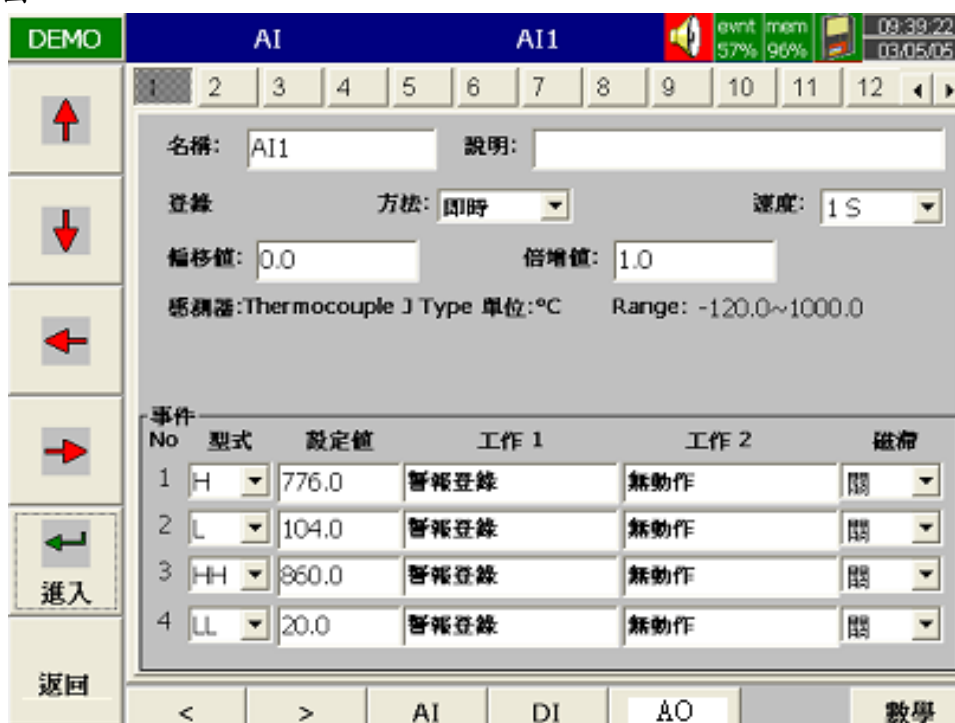 DEMO AI AI1 evnt 57% mem 96% 09:39:22 03/05/05
1 2 3 4 5 6 7 8 9 10 11 12
名稱: AI1 說明:
登錄 方法: 即時 速度: 1 S
偏移值: 0.0 倍增值: 1.0
感測器:Thermocouple J Type 單位:°C Range: -120.0~1000.0
事件
No 型式 設定值 工作 1 工作 2 磁滯
1 H 776.0 警報登錄 無動作 關
2 L 104.0 警報登錄 無動作 關
3 HH 860.0 警報登錄 無動作 關
4 LL 20.0 警報登錄 無動作 關
進入
返回
< > AI DI AO 數學